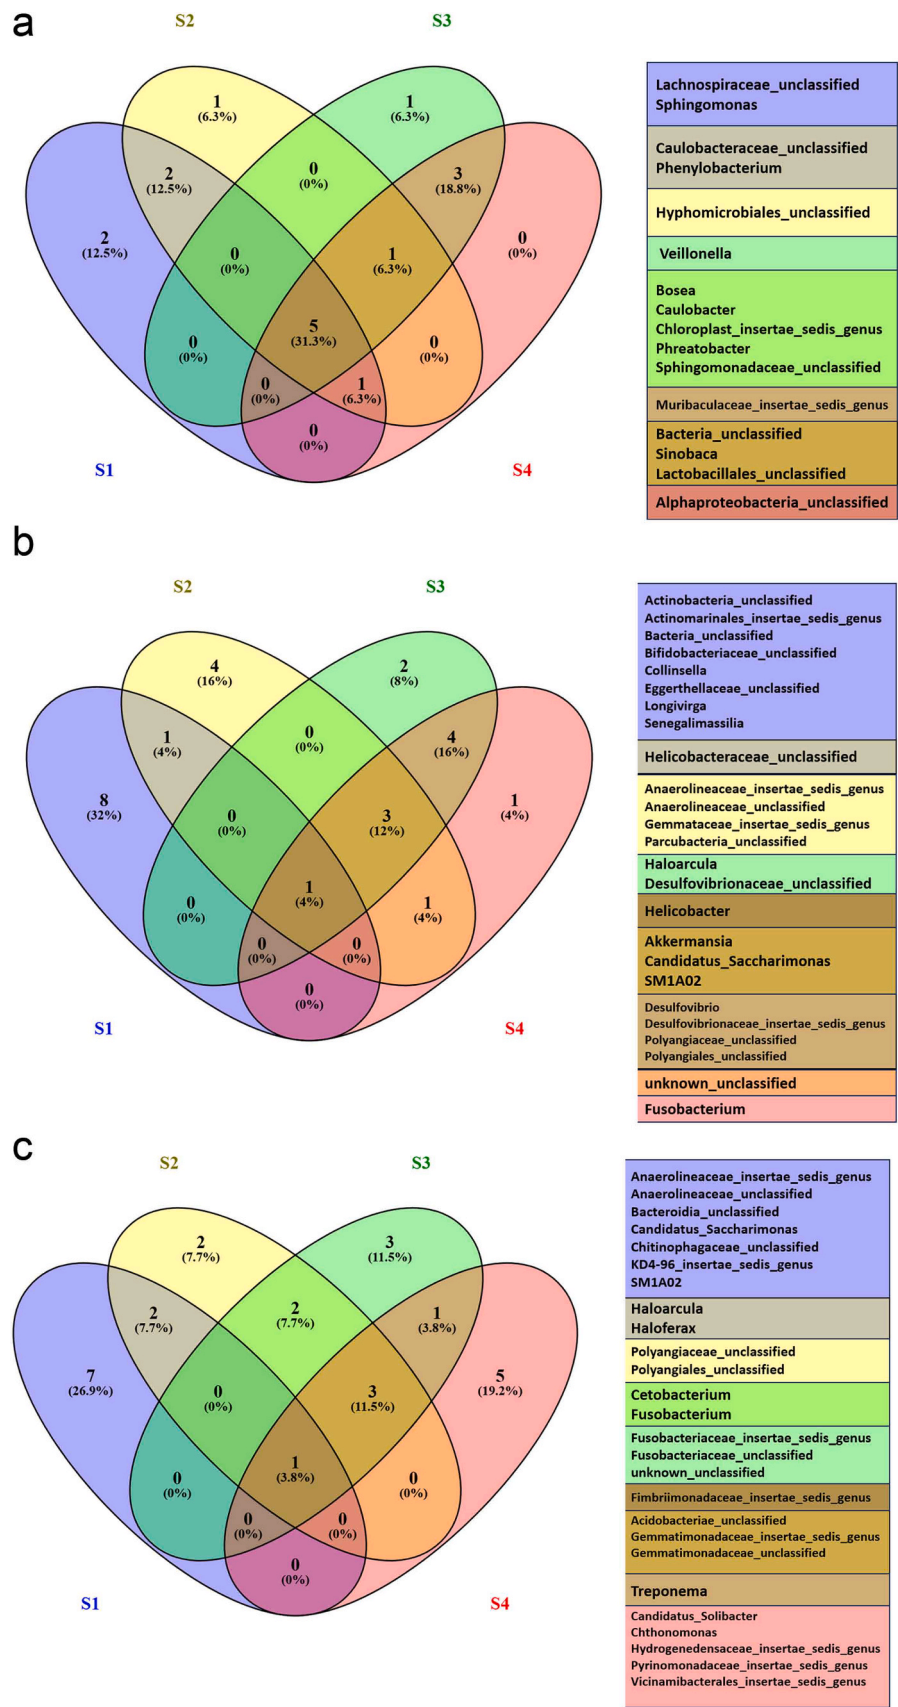 a
S2
S3
1
(6.3%)
1
(6.3%)
2
(12.5%)
0
(0%)
3
(18.8%)
2
(12.5%)
0
(0%)
1
(6.3%)
0
(0%)
0
(0%)
5
(31.3%)
0
(0%)
0
(0%)
1
(6.3%)
0
(0%)
S1
S4
Lachnospiraceae_unclassified
Sphingomonas
Caulobacteraceae_unclassified
Phenylobacterium
Hyphomicrobiales_unclassified
Veillonella
Bosea
Caulobacter
Chloroplast_insertae_sedis_genus
Phreatobacter
Sphingomonadaceae_unclassified
Muribaculaceae_insertae_sedis_genus
Bacteria_unclassified
Sinobaca
Lactobacillales_unclassified
Alphaproteobacteria_unclassified
b
S2
S3
4
(16%)
2
(8%)
1
(4%)
0
(0%)
4
(16%)
8
(32%)
0
(0%)
3
(12%)
1
(4%)
0
(0%)
1
(4%)
1
(4%)
0
(0%)
0
(0%)
0
(0%)
S1
S4
Actinobacteria_unclassified
Actinomarinales_insertae_sedis_genus
Bacteria_unclassified
Bifidobacteriaceae_unclassified
Collinsella
Eggerthellaceae_unclassified
Longivirga
Senegalimassilia
Helicobacteraceae_unclassified
Anaerolineaceae_insertae_sedis_genus
Anaerolineaceae_unclassified
Gemmataceae_insertae_sedis_genus
Parcubacteria_unclassified
Haloarcula
Desulfovibrionaceae_unclassified
Helicobacter
Akkermansia
Candidatus_Saccharimonas
SM1A02
Desulfovibrio
Desulfovibrionaceae_insertae_sedis_genus
Polyangiaceae_unclassified
Polyangiales_unclassified
unknown_unclassified
Fusobacterium
c
S2
S3
2
(7.7%)
3
(11.5%)
2
(7.7%)
2
(7.7%)
1
(3.8%)
7
(26.9%)
0
(0%)
3
(11.5%)
5
(19.2%)
0
(0%)
1
(3.8%)
0
(0%)
0
(0%)
0
(0%)
0
(0%)
S1
S4
Anaerolineaceae_insertae_sedis_genus
Anaerolineaceae_unclassified
Bacteroidia_unclassified
Candidatus_Saccharimonas
Chitinophagaceae_unclassified
KD4-96_insertae_sedis_genus
SM1A02
Haloarcula
Haloferax
Polyangiaceae_unclassified
Polyangiales_unclassified
Cetobacterium
Fusobacterium
Fusobacteriaceae_insertae_sedis_genus
Fusobacteriaceae_unclassified
unknown_unclassified
Fimbriimonadaceae_insertae_sedis_genus
Acidobacteriae_unclassified
Gemmatimonadaceae_insertae_sedis_genus
Gemmatimonadaceae_unclassified
Treponema
Candidatus_Solibacter
Chthonomonas
Hydrogenedensaceae_insertae_sedis_genus
Pyrinomonadaceae_insertae_sedis_genus
Vicinamibacterales_insertae_sedis_genus